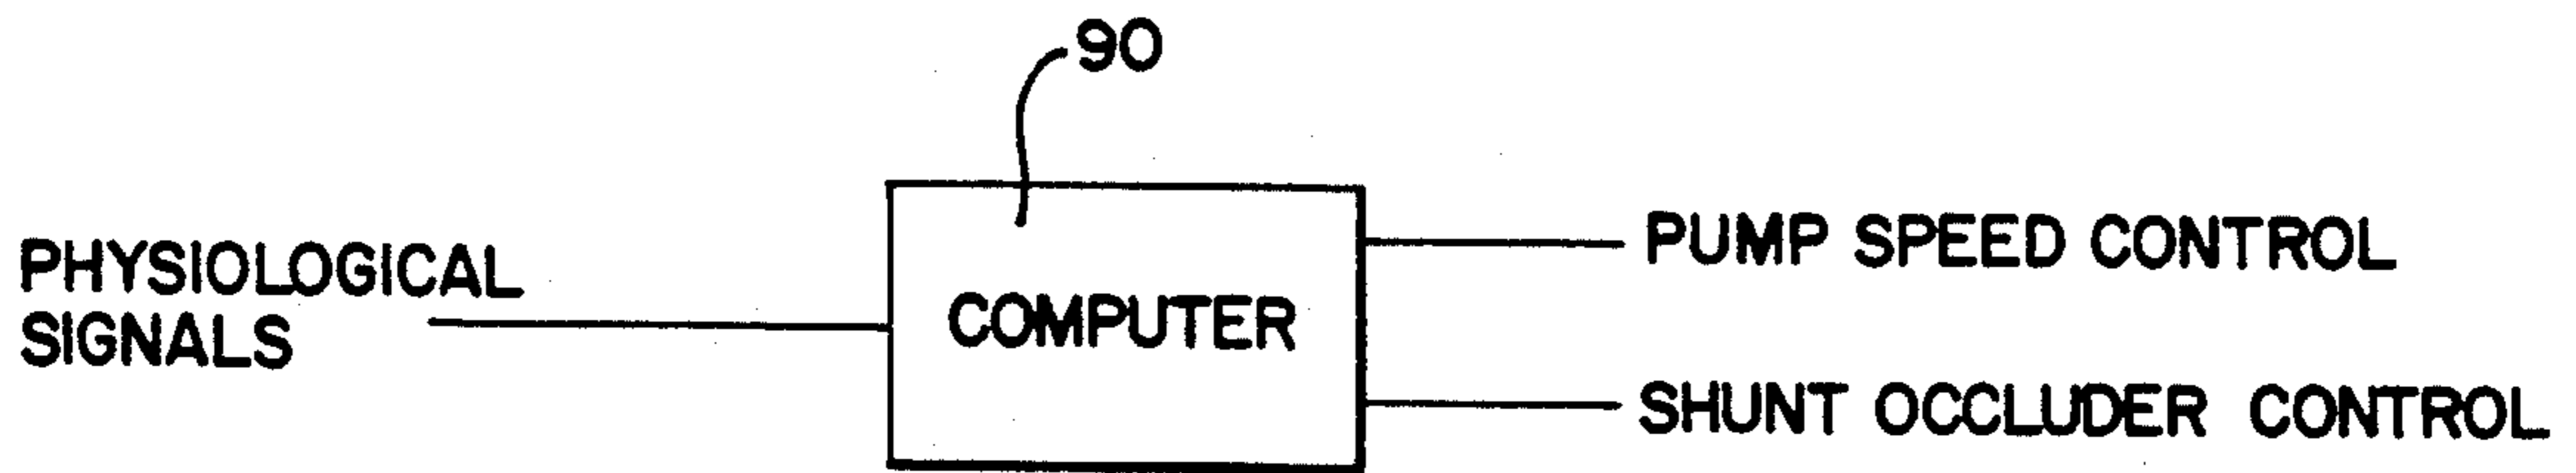 90
PHYSIOLOGICAL
SIGNALS
COMPUTER
PUMP SPEED CONTROL
SHUNT OCCLUDER CONTROL